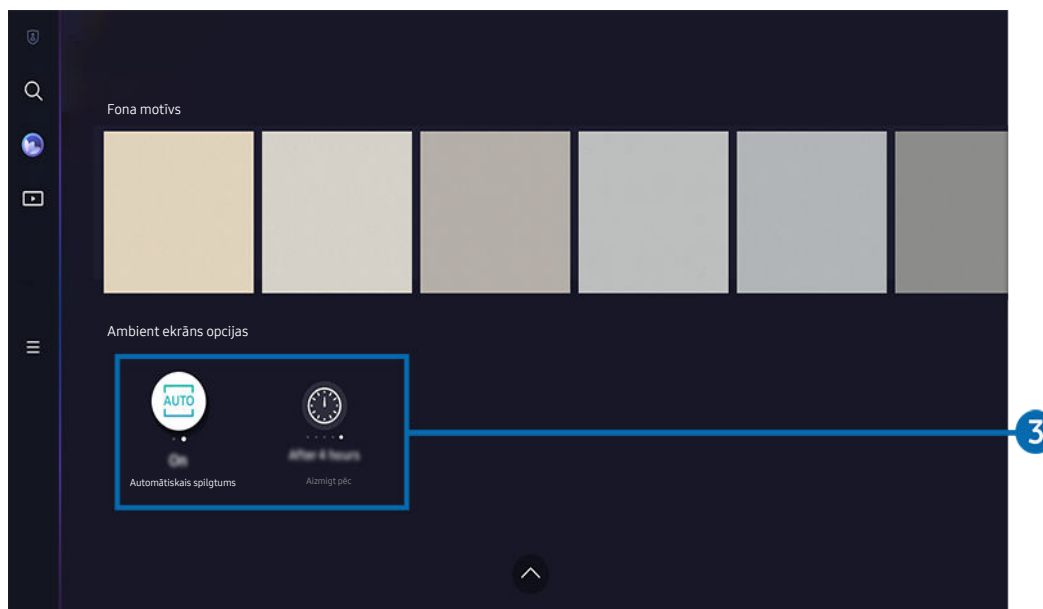 Fona motīvs
Ambient ekrāns opcijas
AUTO
On
After 4 hours
Automātiskais spilgtums
Aizmigt pēc
3